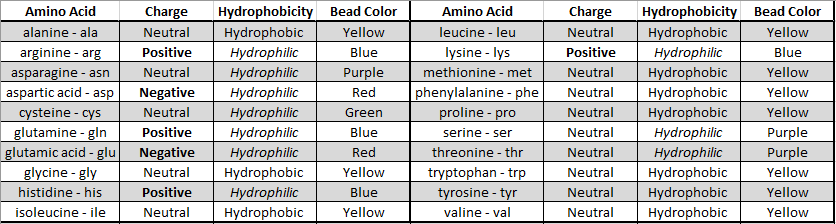 Amino Acid Charge Hydrophobicity Bead Color Amino Acid Charge Hydrophobicity Bead Color
alanine - ala Neutral Hydrophobic Yellow leucine - leu Neutral Hydrophobic Yellow
arginine - arg Positive Hydrophilic Blue lysine - lys Positive Hydrophilic Blue
asparagine - asn Neutral Hydrophilic Purple methionine - met Neutral Hydrophobic Yellow
aspartic acid - asp Negative Hydrophilic Red phenylalanine - phe Neutral Hydrophobic Yellow
cysteine - cys Neutral Hydrophilic Green proline - pro Neutral Hydrophobic Yellow
glutamine - gln Positive Hydrophilic Blue serine - ser Neutral Hydrophilic Purple
glutamic acid - glu Negative Hydrophilic Red threonine - thr Neutral Hydrophilic Purple
glycine - gly Neutral Hydrophobic Yellow tryptophan - trp Neutral Hydrophobic Yellow
histidine - his Positive Hydrophilic Blue tyrosine - tyr Neutral Hydrophobic Yellow
isoleucine - ile Neutral Hydrophobic Yellow valine - val Neutral Hydrophobic Yellow